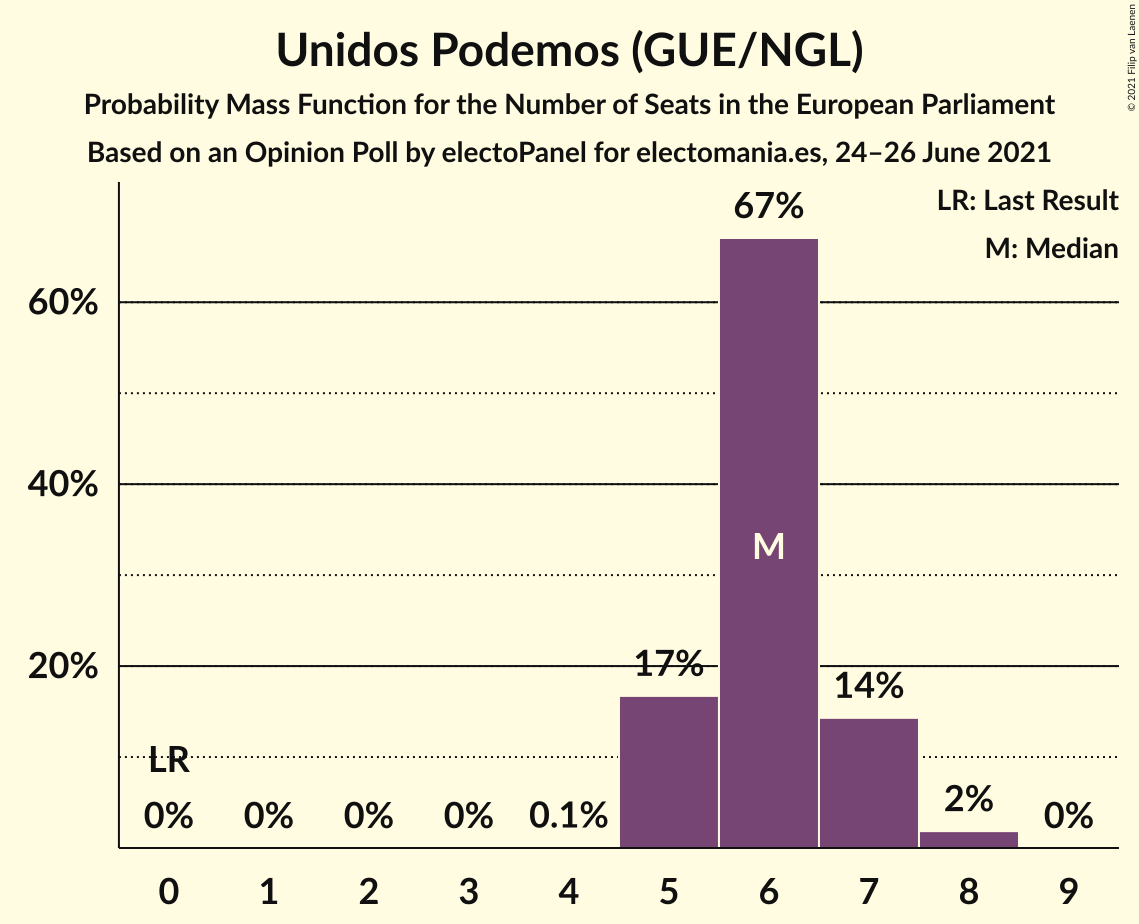 Unidos Podemos (GUE/NGL)
Probability Mass Function for the Number of Seats in the European Parliament
Based on an Opinion Poll by electoPanel for electomania.es, 24–26 June 2021
© 2021 Filip van Laenen
LR: Last Result
M: Median
67%
60%
40%
M
20%
17%
14%
LR
0% 0% 0% 0% 0.1% 2% 0%
0 1 2 3 4 5 6 7 8 9